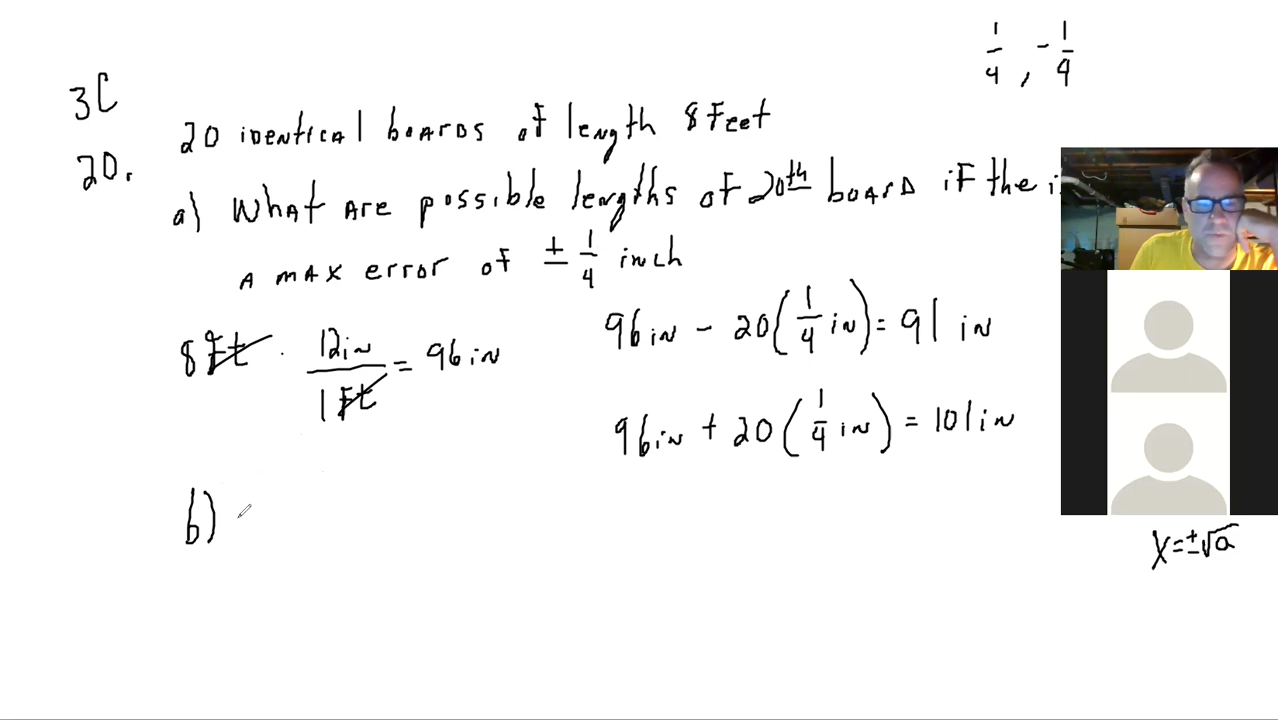 1/4 , - 1/4
3C
20.
20 identical boards of length 8 Feet
a) What are possible lengths of 20th board if the
a max error of ± 1/4 inch
8 Ft · 12in / 1 Ft = 96 in
96 in - 20 ( 1/4 in ) = 91 in
96 in + 20 ( 1/4 in ) = 101 in
b)
x = ±√a